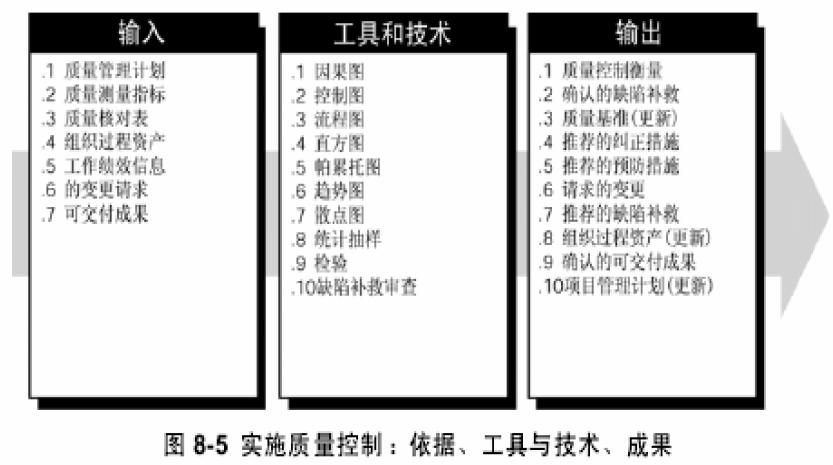 输入
.1 质量管理计划
.2 质量测量指标
.3 质量核对表
.4 组织过程资产
.5 工作绩效信息
.6 的变更请求
.7 可交付成果
工具和技术
.1 因果图
.2 控制图
.3 流程图
.4 直方图
.5 帕累托图
.6 趋势图
.7 散点图
.8 统计抽样
.9 检验
.10缺陷补救审查
输出
.1 质量控制衡量
.2 确认的缺陷补救
.3 质量基准(更新)
.4 推荐的纠正措施
.5 推荐的预防措施
.6 请求的变更
.7 推荐的缺陷补救
.8 组织过程资产(更新)
.9 确认的可交付成果
.10项目管理计划(更新)
图 8-5 实施质量控制：依据、工具与技术、成果